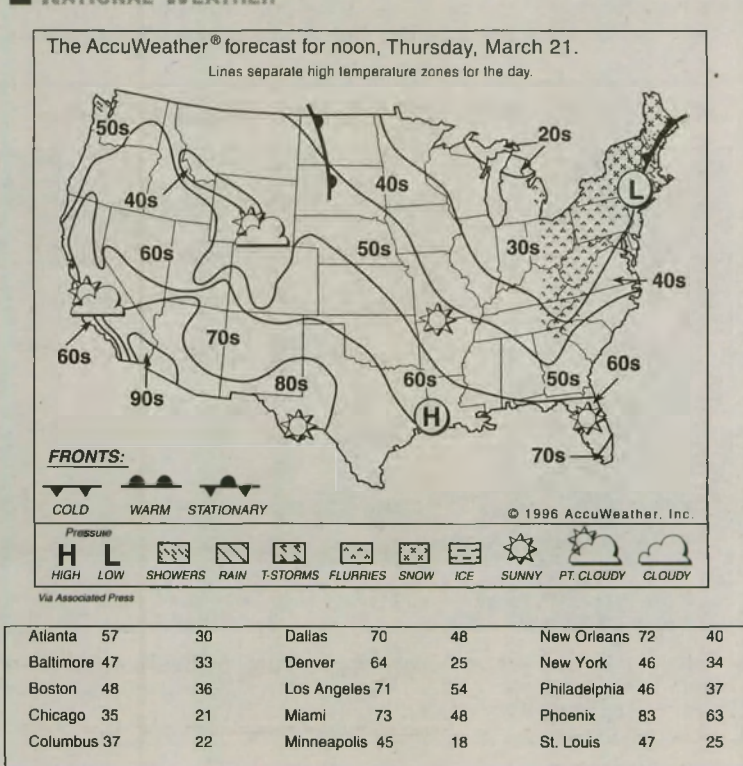 NATIONAL WEATHER
The AccuWeather® forecast for noon, Thursday, March 21.
Lines separate high temperature zones for the day.
50s
20s
40s
40s
60s
50s
30s
40s
60s
70s
90s
80s
60s
50s
60s
70s
H
L
FRONTS:
COLD WARM STATIONARY
© 1996 AccuWeather, Inc.
Pressure
H L
HIGH LOW SHOWERS RAIN T-STORMS FLURRIES SNOW ICE SUNNY PT. CLOUDY CLOUDY
Via Associated Press
Atlanta 57 30 Dallas 70 48 New Orleans 72 40
Baltimore 47 33 Denver 64 25 New York 46 34
Boston 48 36 Los Angeles 71 54 Philadelphia 46 37
Chicago 35 21 Miami 73 48 Phoenix 83 63
Columbus 37 22 Minneapolis 45 18 St. Louis 47 25